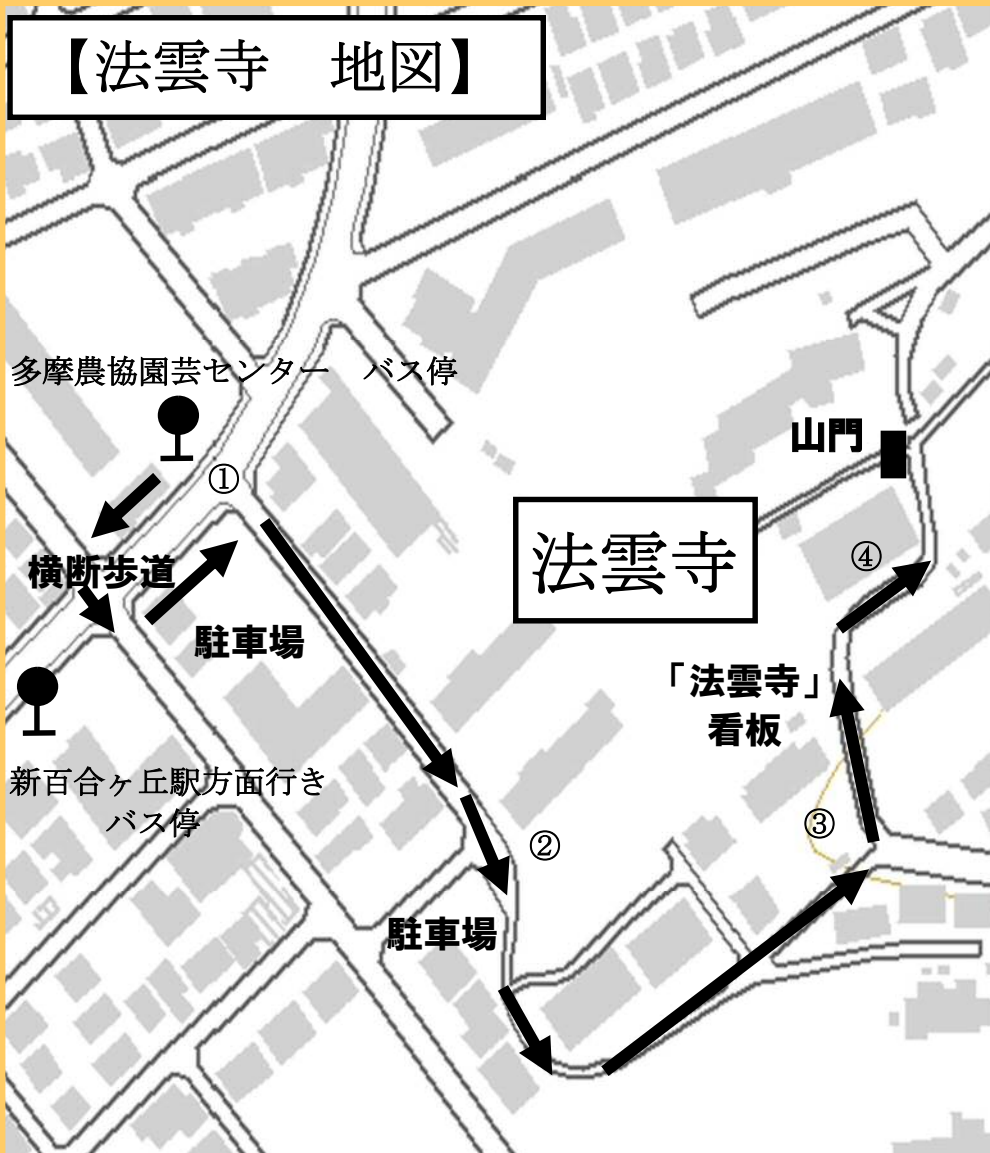 【法雲寺　地図】
多摩農協園芸センター　バス停
①
山門
法雲寺
④
横断歩道
駐車場
「法雲寺」
看板
新百合ヶ丘駅方面行き
バス停
③
②
駐車場